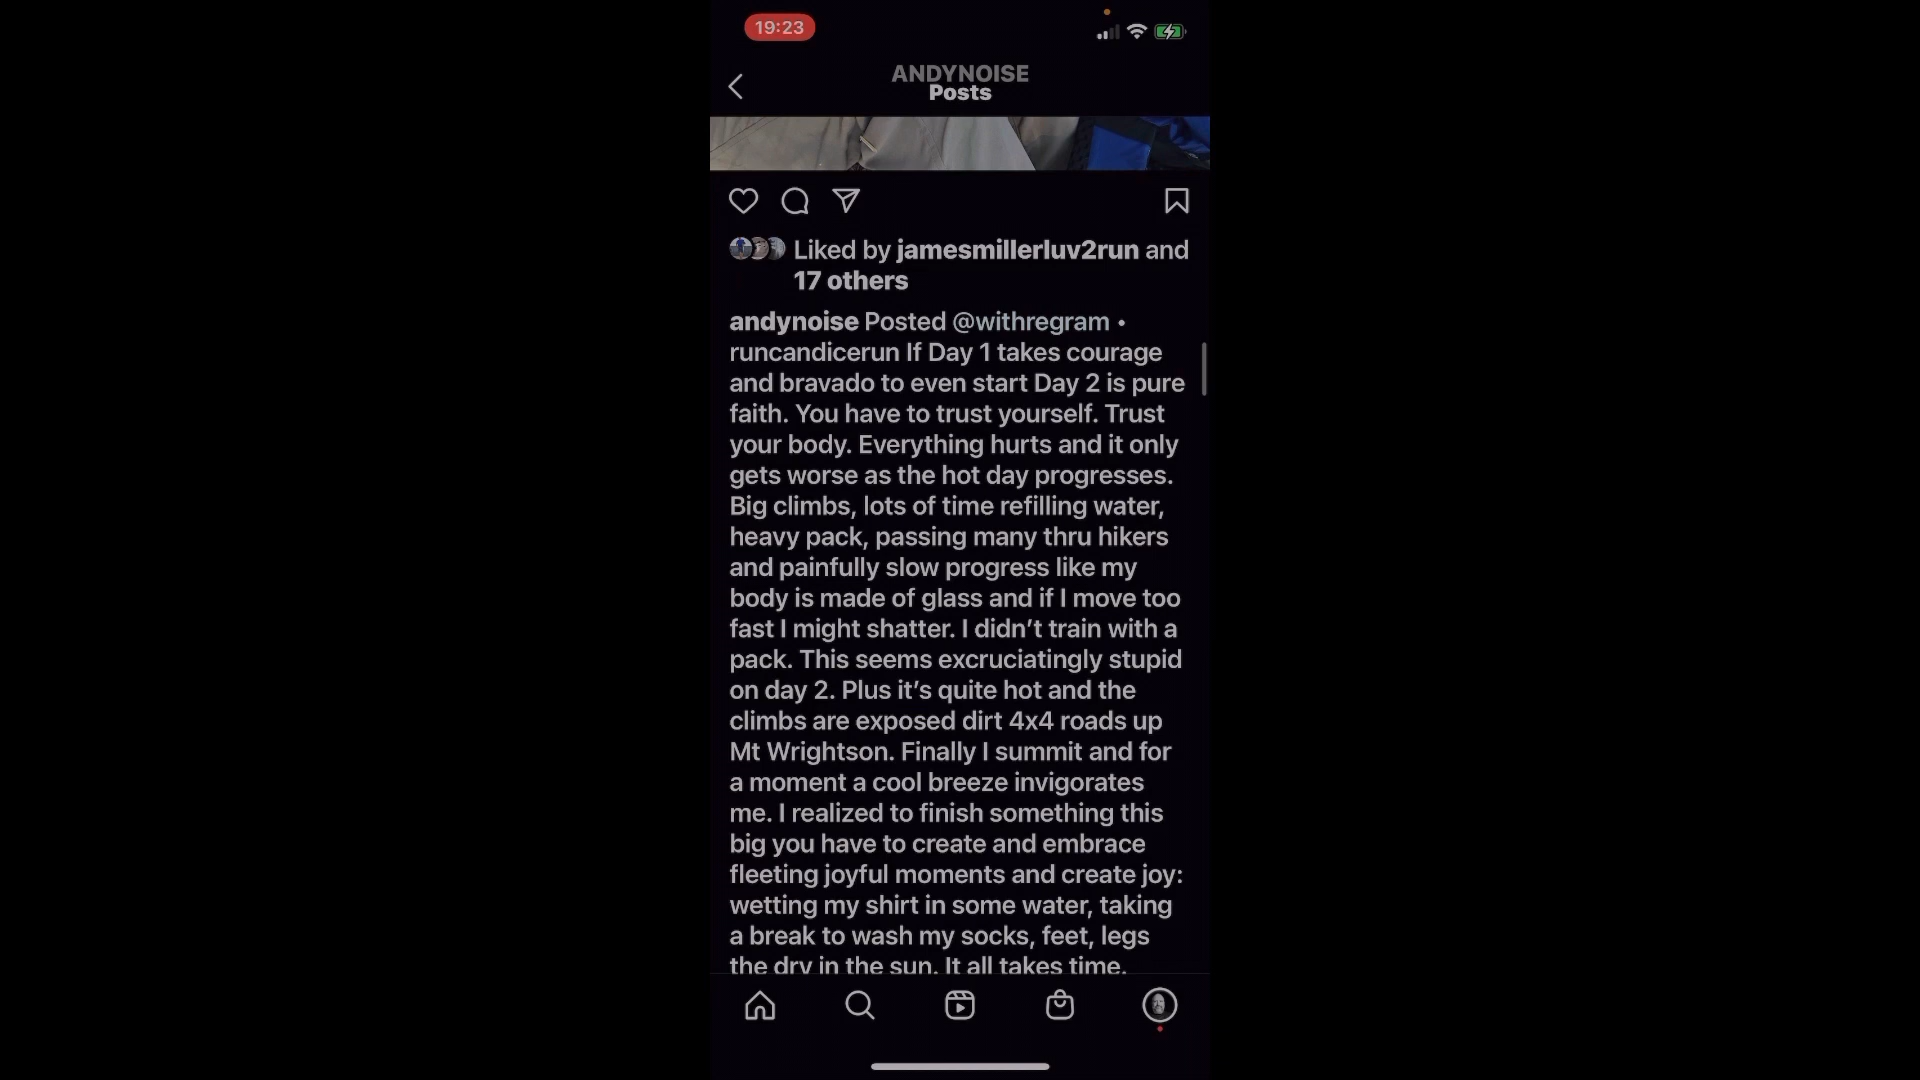 19:23
ANDYNOISE
Posts
Liked by jamesmillerluv2run and
17 others
andynoise Posted @withregram •
runcandicerun If Day 1 takes courage
and bravado to even start Day 2 is pure
faith. You have to trust yourself. Trust
your body. Everything hurts and it only
gets worse as the hot day progresses.
Big climbs, lots of time refilling water,
heavy pack, passing many thru hikers
and painfully slow progress like my
body is made of glass and if I move too
fast I might shatter. I didn’t train with a
pack. This seems excruciatingly stupid
on day 2. Plus it’s quite hot and the
climbs are exposed dirt 4x4 roads up
Mt Wrightson. Finally I summit and for
a moment a cool breeze invigorates
me. I realized to finish something this
big you have to create and embrace
fleeting joyful moments and create joy:
wetting my shirt in some water, taking
a break to wash my socks, feet, legs
the dry in the sun. It all takes time.